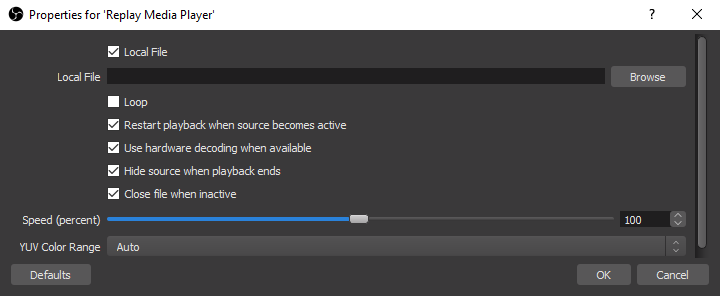 Properties for 'Replay Media Player'
Local File
Local File
Browse
Loop
Restart playback when source becomes active
Use hardware decoding when available
Hide source when playback ends
Close file when inactive
Speed (percent)
100
YUV Color Range
Auto
Defaults
OK
Cancel